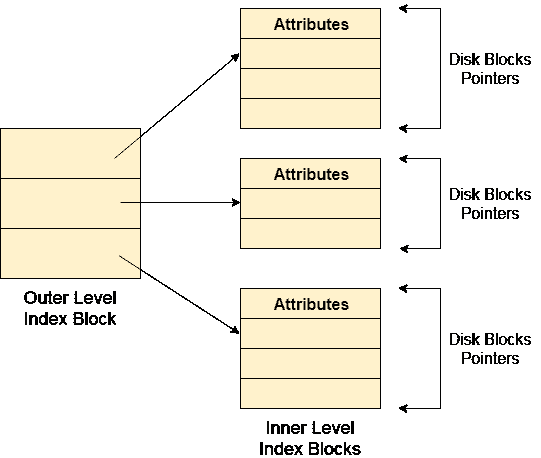 Attributes
Disk Blocks
Pointers
Attributes
Disk Blocks
Pointers
Outer Level
Index Block
Attributes
Disk Blocks
Pointers
Inner Level
Index Blocks